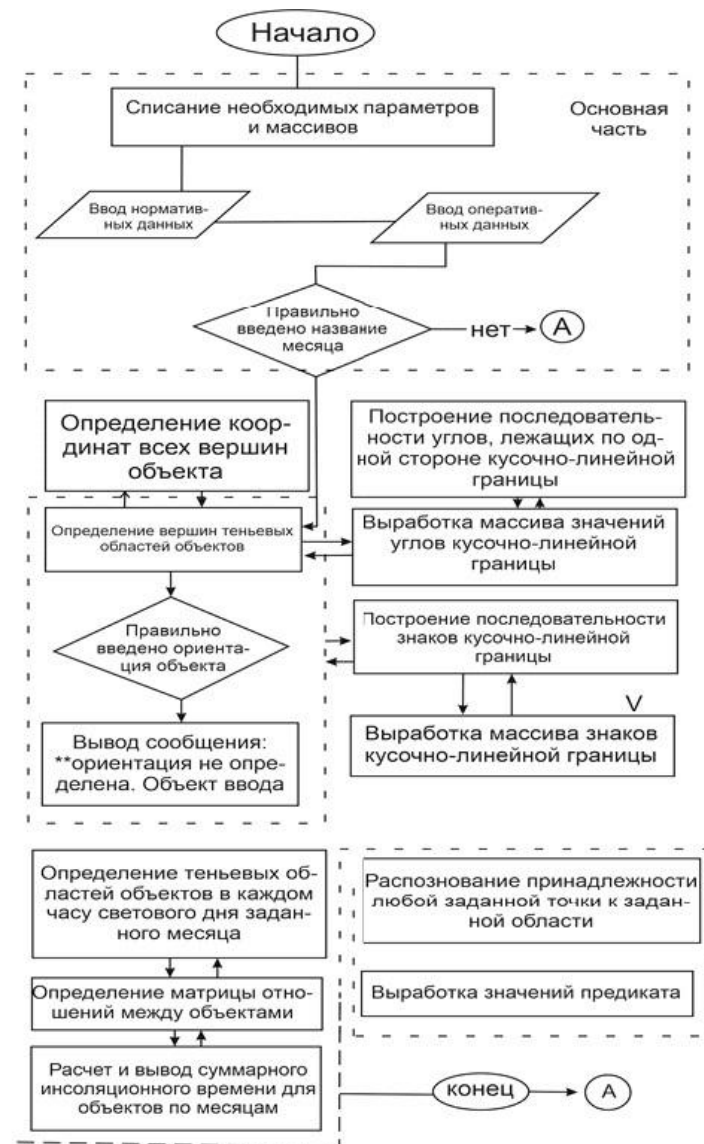 Начало
Списание необходимых параметров
и массивов
Основная
часть
Ввод норматив-
ных данных
Ввод оператив-
ных данных
Правильно
введено название
месяца
нет
А
Определение коор-
динат всех вершин
объекта
Построение последователь-
ности углов, лежащих по од-
ной стороне кусочно-линейной
границы
Определение вершин теньевых
областей объектов
Выработка массива значений
углов кусочно-линейной
границы
Правильно
введено ориента-
ция объекта
Построение последовательности
знаков кусочно-линейной
границы
V
Вывод сообщения:
**ориентация не опре-
делена. Объект ввода
Выработка массива знаков
кусочно-линейной границы
Определение теньевых об-
ластей объектов в каждом
часу светового дня задан-
ного месяца
Распознование принадлежности
любой заданной точки к задан-
ной области
Определение матрицы отно-
шений между объектами
Выработка значений предиката
Расчет и вывод суммарного
инсоляционного времени для
объектов по месяцам
конец
А